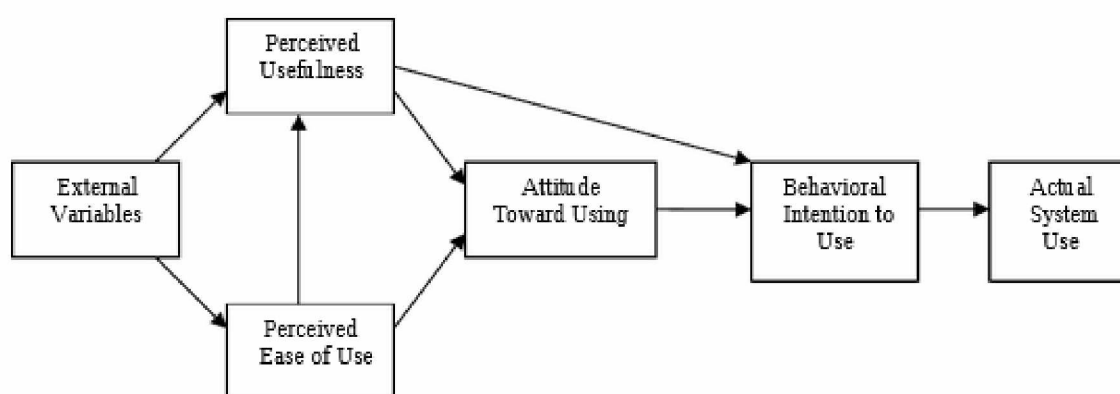 Perceived
Usefulness
External
Variables
Attitude
Toward Using
Behavioral
Intention to
Use
Actual
System
Use
Perceived
Ease of Use